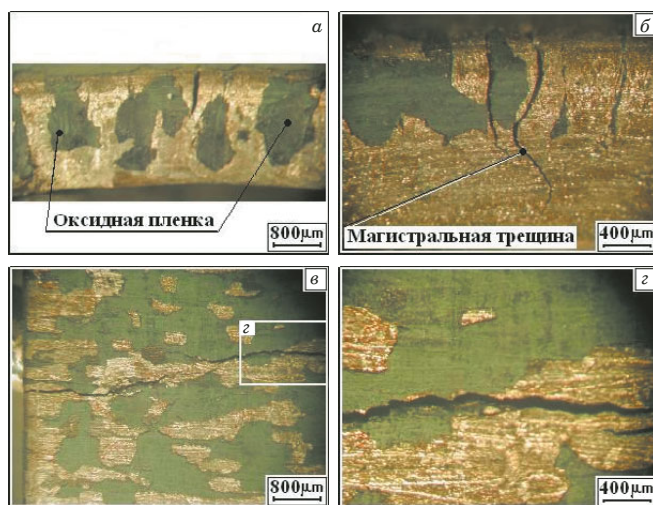 а
Оксидная пленка
800µm
б
Магистральная трещина
400µm
в
г
800µm
г
400µm